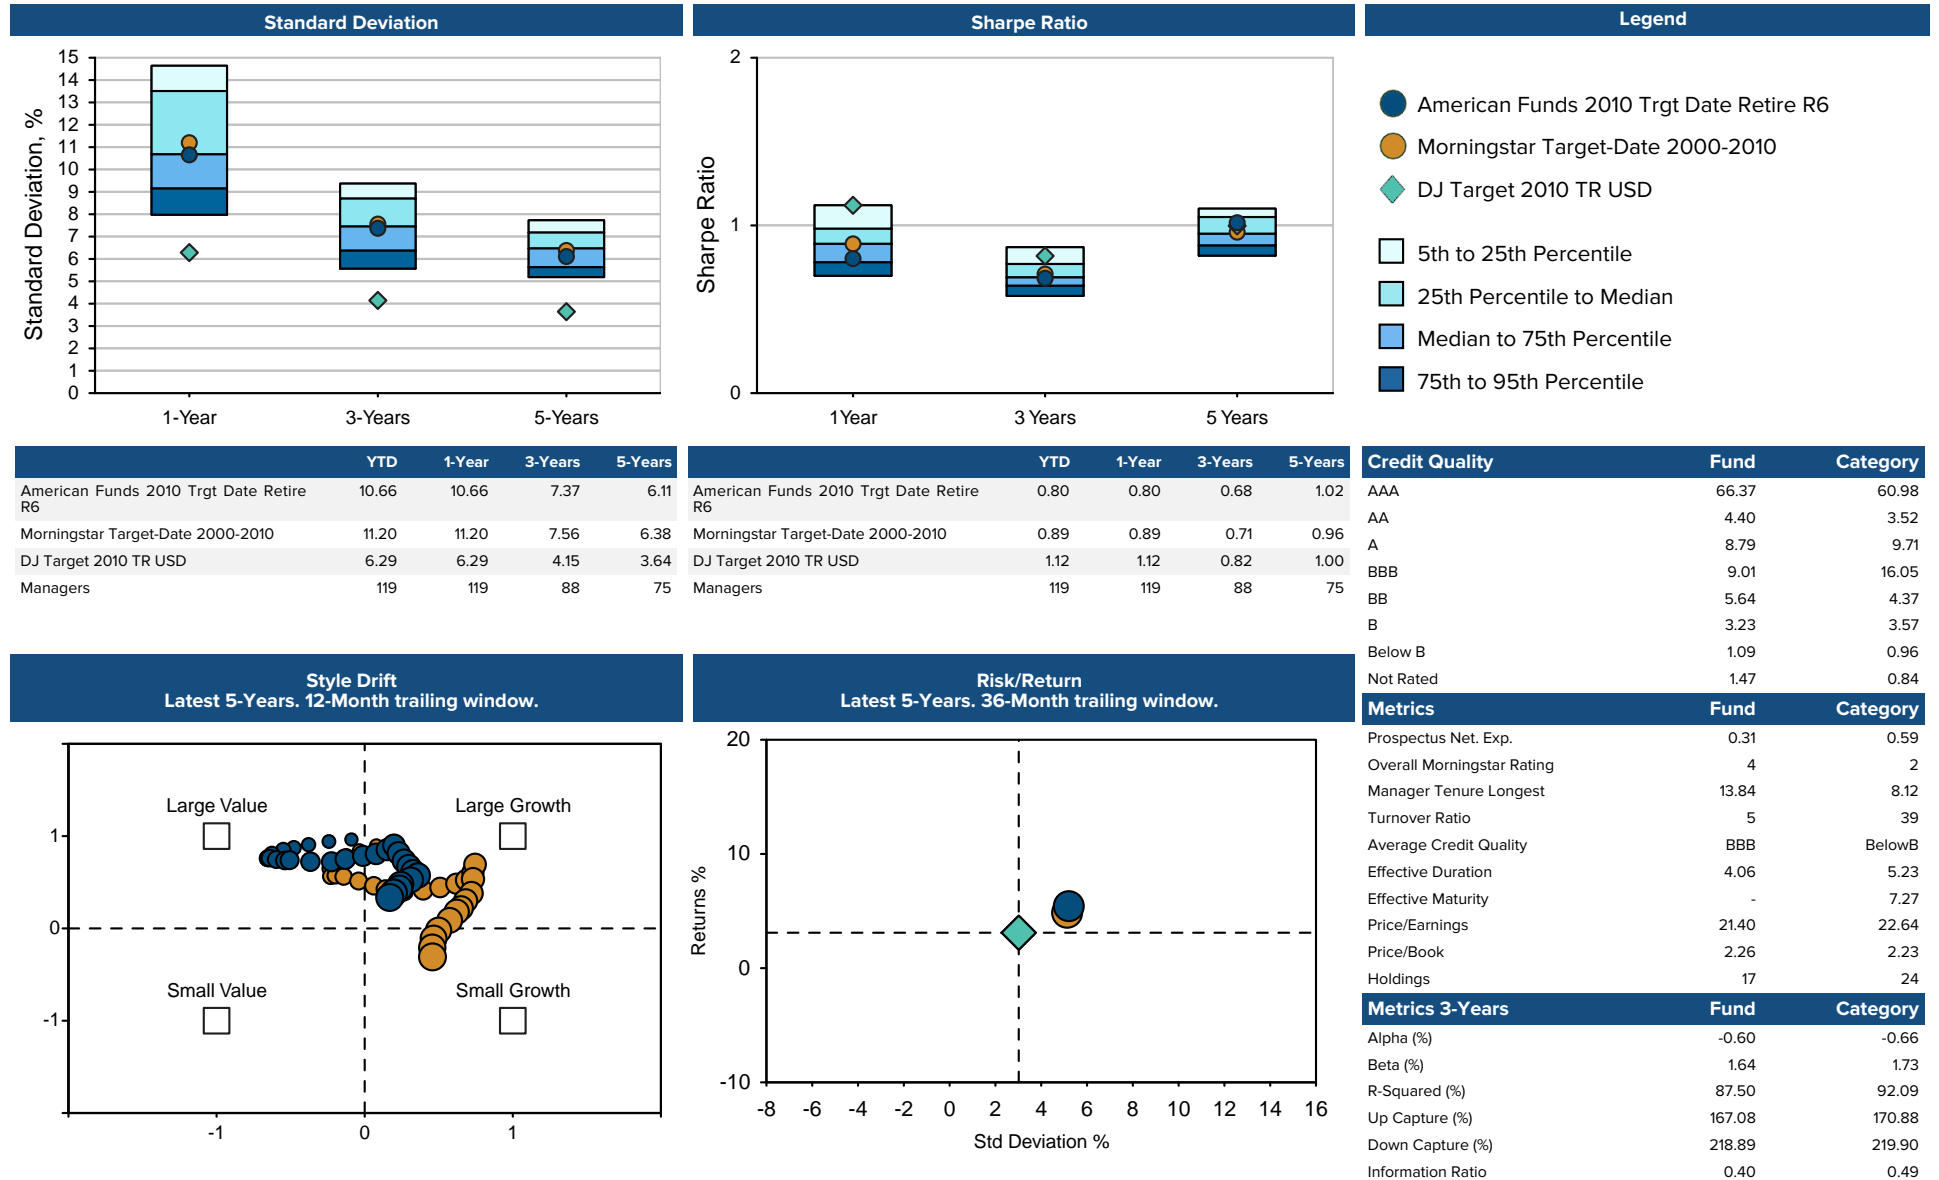 Standard Deviation
15
14
13
12
11
10
9
8
7
6
5
4
3
2
1
0
Standard Deviation, %
1-Year 3-Years 5-Years
Sharpe Ratio
2
1
0
Sharpe Ratio
1 Year 3 Years 5 Years
Legend
American Funds 2010 Trgt Date Retire R6
Morningstar Target-Date 2000-2010
DJ Target 2010 TR USD
5th to 25th Percentile
25th Percentile to Median
Median to 75th Percentile
75th to 95th Percentile
YTD 1-Year 3-Years 5-Years
American Funds 2010 Trgt Date Retire R6 10.66 10.66 7.37 6.11
Morningstar Target-Date 2000-2010 11.20 11.20 7.56 6.38
DJ Target 2010 TR USD 6.29 6.29 4.15 3.64
Managers 119 119 88 75
YTD 1-Year 3-Years 5-Years
American Funds 2010 Trgt Date Retire R6 0.80 0.80 0.68 1.02
Morningstar Target-Date 2000-2010 0.89 0.89 0.71 0.96
DJ Target 2010 TR USD 1.12 1.12 0.82 1.00
Managers 119 119 88 75
Credit Quality Fund Category
AAA 66.37 60.98
AA 4.40 3.52
A 8.79 9.71
BBB 9.01 16.05
BB 5.64 4.37
B 3.23 3.57
Below B 1.09 0.96
Not Rated 1.47 0.84
Metrics Fund Category
Prospectus Net. Exp. 0.31 0.59
Overall Morningstar Rating 4 2
Manager Tenure Longest 13.84 8.12
Turnover Ratio 5 39
Average Credit Quality BBB BelowB
Effective Duration 4.06 5.23
Effective Maturity - 7.27
Price/Earnings 21.40 22.64
Price/Book 2.26 2.23
Holdings 17 24
Metrics 3-Years Fund Category
Alpha (%) -0.60 -0.66
Beta (%) 1.64 1.73
R-Squared (%) 87.50 92.09
Up Capture (%) 167.08 170.88
Down Capture (%) 218.89 219.90
Information Ratio 0.40 0.49
Style Drift
Latest 5-Years. 12-Month trailing window.
Large Value Large Growth
1
0
Small Value Small Growth
-1
-1 0 1
Risk/Return
Latest 5-Years. 36-Month trailing window.
20
10
0
-10
Returns %
-8 -6 -4 -2 0 2 4 6 8 10 12 14 16
Std Deviation %